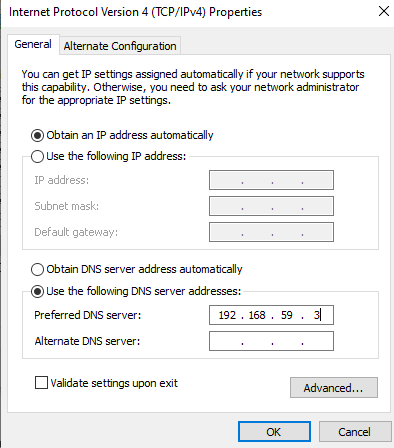 Internet Protocol Version 4 (TCP/IPv4) Properties
General
Alternate Configuration
You can get IP settings assigned automatically if your network supports
this capability. Otherwise, you need to ask your network administrator
for the appropriate IP settings.
Obtain an IP address automatically
Use the following IP address:
IP address:
Subnet mask:
Default gateway:
Obtain DNS server address automatically
Use the following DNS server addresses:
Preferred DNS server: 192 . 168 . 59 . 3
Alternate DNS server:
Validate settings upon exit
Advanced...
OK
Cancel